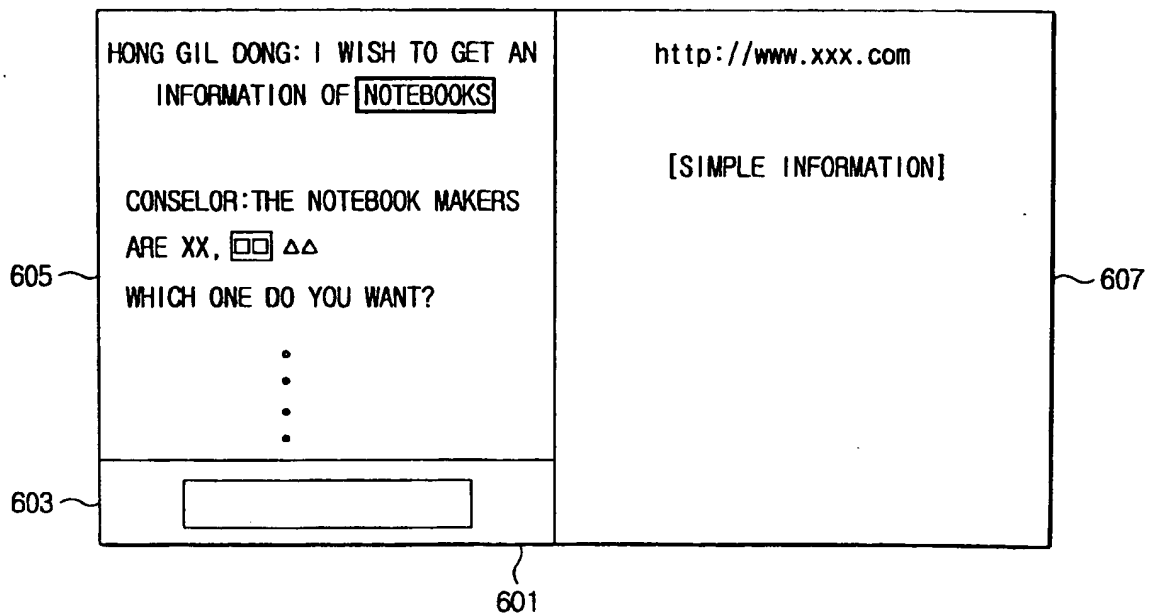 HONG GIL DONG: I WISH TO GET AN
INFORMATION OF NOTEBOOKS
CONSELOR:THE NOTEBOOK MAKERS
ARE XX, □□ △△
WHICH ONE DO YOU WANT?
http://www.xxx.com
[SIMPLE INFORMATION]
605
607
603
601